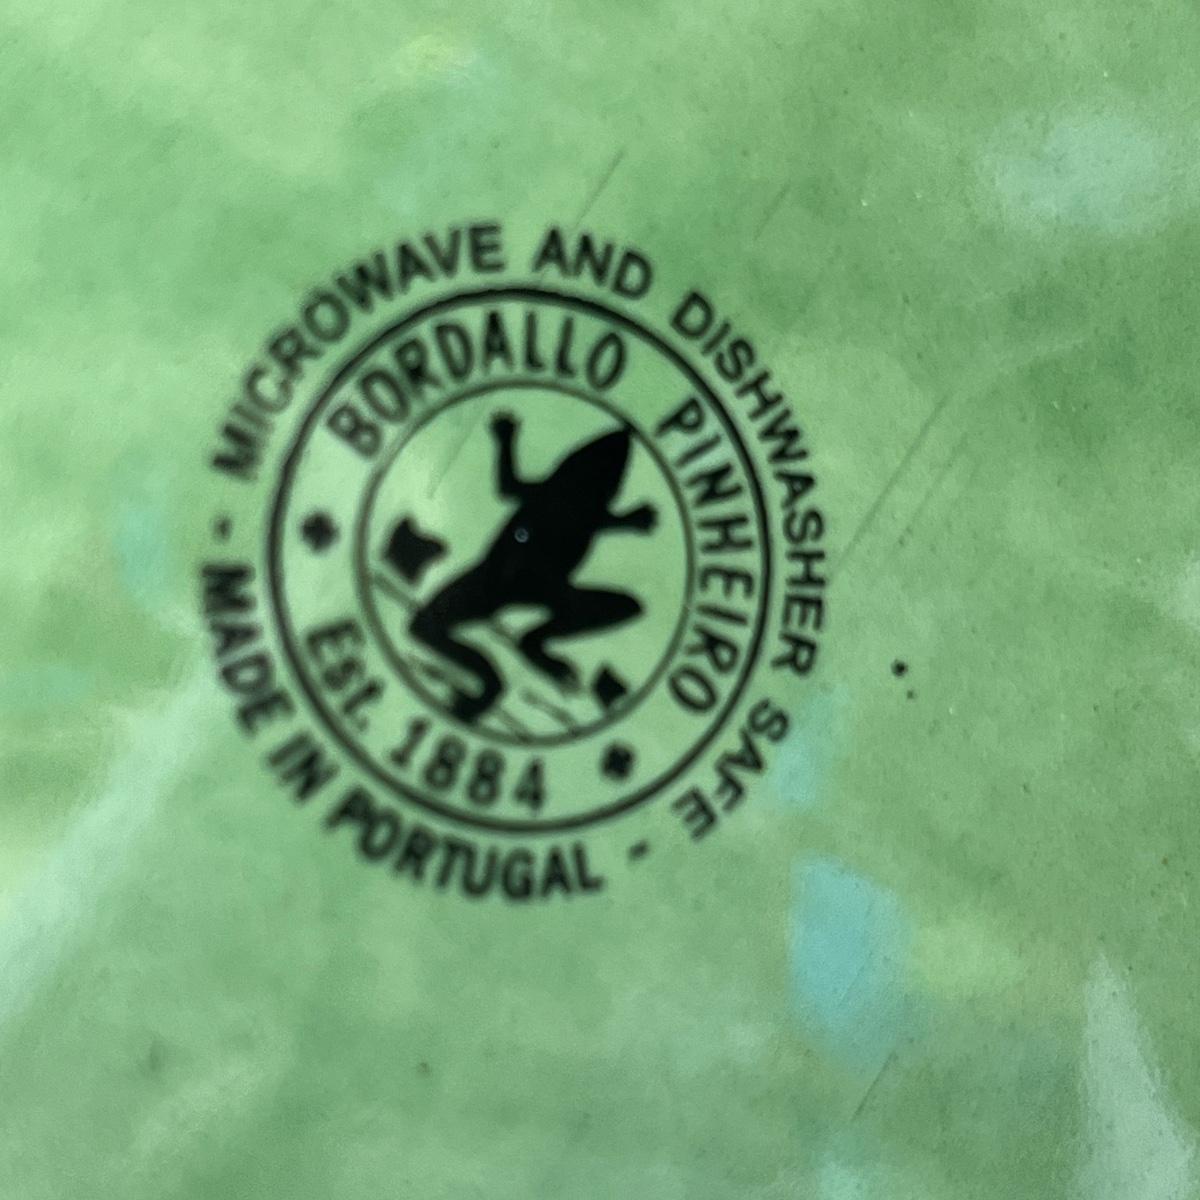 MICROWAVE AND DISHWASHER SAFE -
MADE IN PORTUGAL -
BORDALLO PINHEIRO
Est. 1884